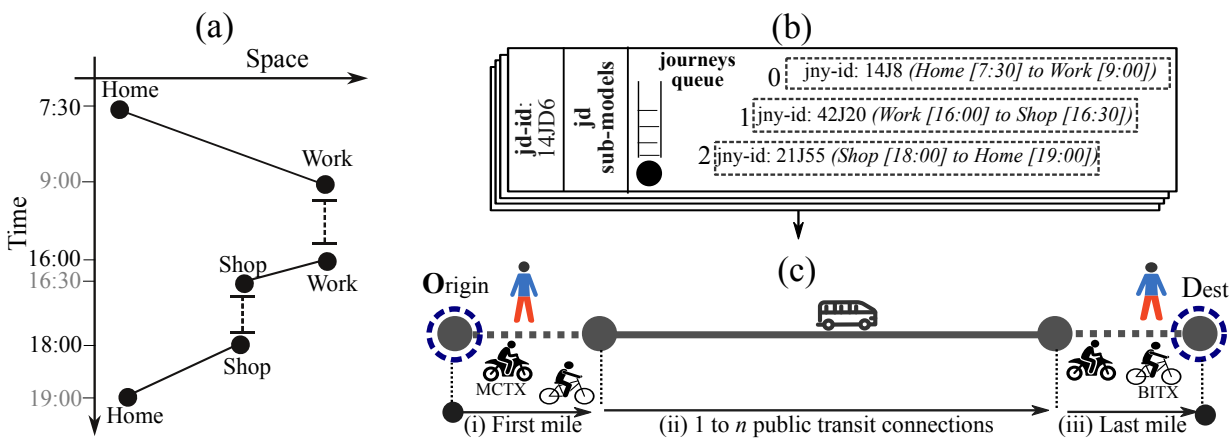 (a)
Space
Time
Home
7:30
Work
9:00
16:00
Work
Shop
16:30
18:00
Shop
19:00
Home
(b)
jd-id:
14JD6
jd
sub-models
journeys
queue
0 jny-id: 14J8 (Home [7:30] to Work [9:00])
1 jny-id: 42J20 (Work [16:00] to Shop [16:30])
2 jny-id: 21J55 (Shop [18:00] to Home [19:00])
(c)
Origin
Dest
MCTX
BITX
(i) First mile
(ii) 1 to n public transit connections
(iii) Last mile